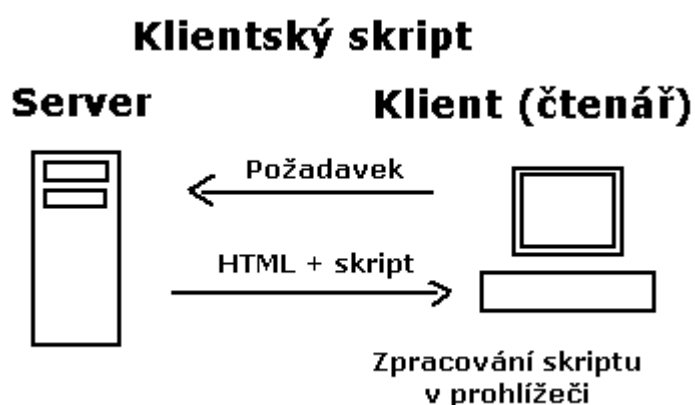 Klientský skript
Server
Klient (čtenář)
Požadavek
HTML + skript
Zpracování skriptu
v prohlížeči